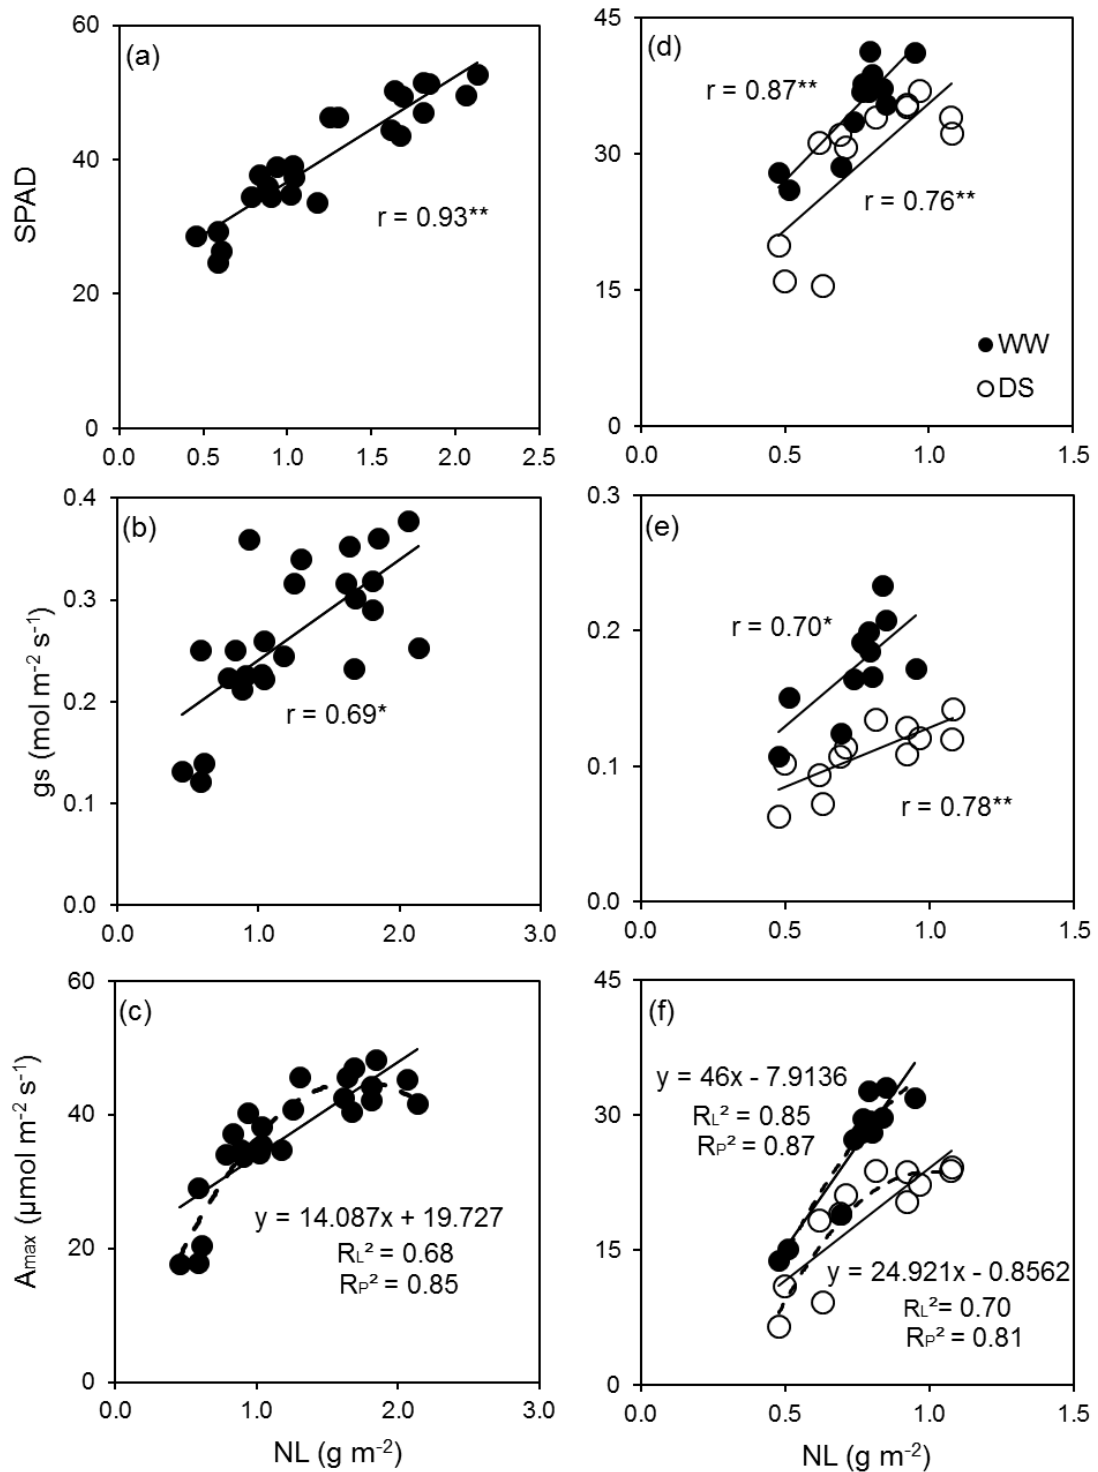 (a)
60
40
20
0
SPAD
r = 0.93**
0.0 0.5 1.0 1.5 2.0 2.5
(d)
45
30
15
0
r = 0.87**
r = 0.76**
WW
DS
0.0 0.5 1.0 1.5
(b)
0.4
0.3
0.2
0.1
0.0
gs (mol m⁻² s⁻¹)
r = 0.69*
0.0 1.0 2.0 3.0
(e)
0.3
0.2
0.1
0.0
r = 0.70*
r = 0.78**
0.0 0.5 1.0 1.5
(c)
60
40
20
0
Amax (µmol m⁻² s⁻¹)
y = 14.087x + 19.727
RL² = 0.68
RP² = 0.85
0.0 1.0 2.0 3.0
NL (g m⁻²)
(f)
45
30
15
0
y = 46x - 7.9136
RL² = 0.85
RP² = 0.87
y = 24.921x - 0.8562
RL²= 0.70
RP² = 0.81
0.0 0.5 1.0 1.5
NL (g m⁻²)